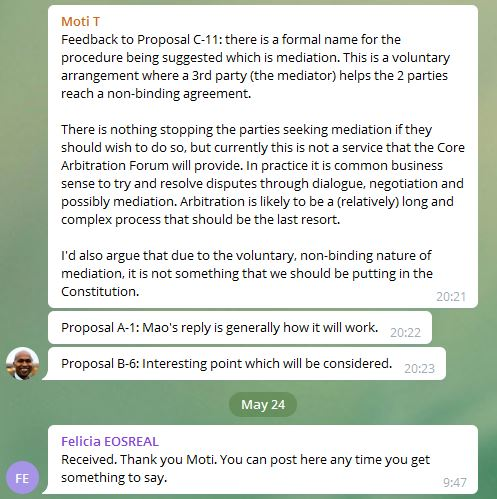 Moti T
Feedback to Proposal C-11: there is a formal name for the
procedure being suggested which is mediation. This is a voluntary
arrangement where a 3rd party (the mediator) helps the 2 parties
reach a non-binding agreement.
There is nothing stopping the parties seeking mediation if they
should wish to do so, but currently this is not a service that the Core
Arbitration Forum will provide. In practice it is common business
sense to try and resolve disputes through dialogue, negotiation and
possibly mediation. Arbitration is likely to be a (relatively) long and
complex process that should be the last resort.
I'd also argue that due to the voluntary, non-binding nature of
mediation, it is not something that we should be putting in the
Constitution.
20:21
Proposal A-1: Mao's reply is generally how it will work. 20:22
Proposal B-6: Interesting point which will be considered. 20:23
May 24
Felicia EOSREAL
Received. Thank you Moti. You can post here any time you get
something to say.
FE
9:47